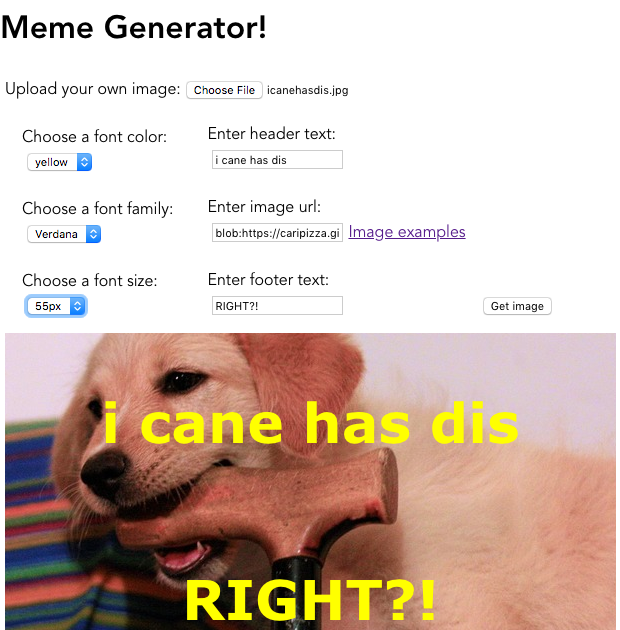 Meme Generator!
Upload your own image: Choose File icanehasdis.jpg
Choose a font color:
yellow
Enter header text:
i cane has dis
Choose a font family:
Verdana
Enter image url:
blob:https://caripizza.gi Image examples
Choose a font size:
55px
Enter footer text:
RIGHT?!
Get image
i cane has dis
RIGHT?!